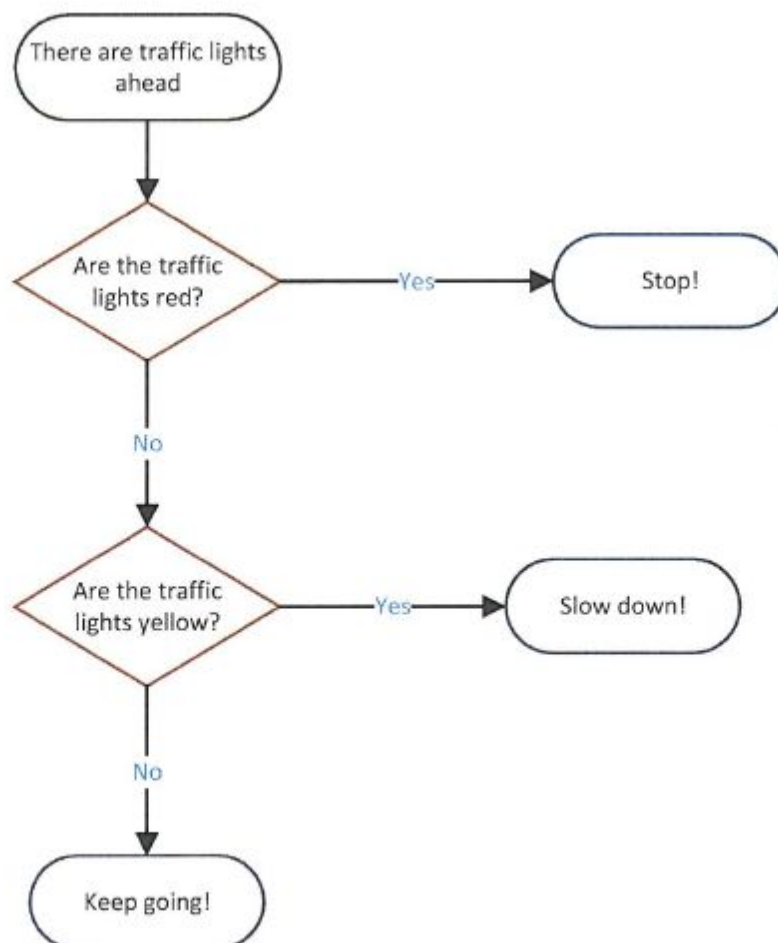 There are traffic lights
ahead
Are the traffic
lights red?
Yes
Stop!
No
Are the traffic
lights yellow?
Yes
Slow down!
No
Keep going!